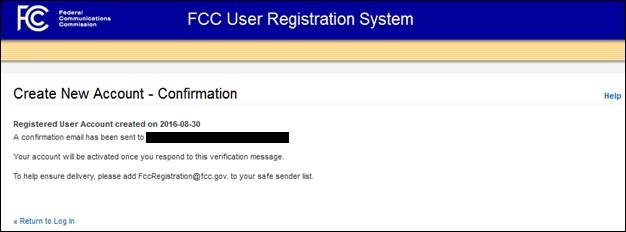 FCC
Federal
Communications
Commission
FCC User Registration System
Create New Account - Confirmation
Help
Registered User Account created on 2016-08-30
A confirmation email has been sent to
Your account will be activated once you respond to this verification message.
To help ensure delivery, please add FccRegistration@fcc.gov. to your safe sender list.
« Return to Log In